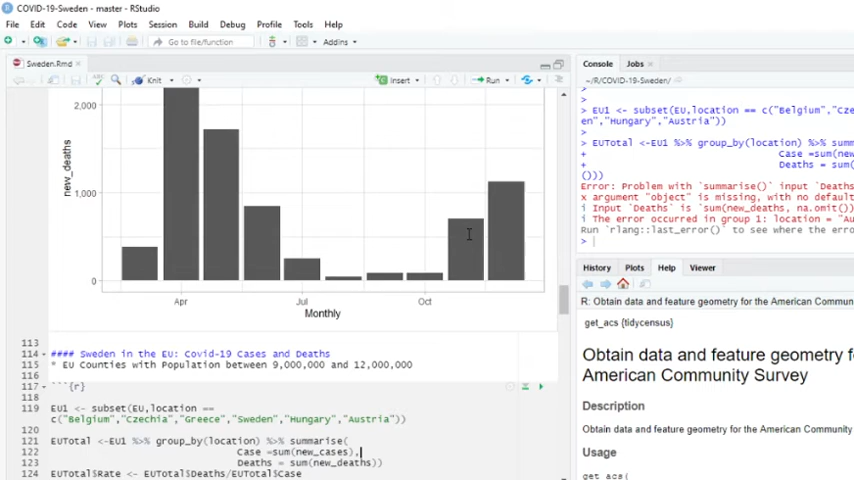 COVID-19-Sweden - master - RStudio
File Edit Code View Plots Session Build Debug Profile Tools Help
Go to file/function Addins
Sweden.Rmd
Knit Insert Run
2,000
1,000
0
new_deaths
Apr Jul Oct
Monthly
113
114 #### Sweden in the EU: Covid-19 Cases and Deaths
115 * EU Counties with Population between 9,000,000 and 12,000,000
116
117 ```{r}
119 EU1 <- subset(EU,location ==
c("Belgium","Czechia","Greece","Sweden","Hungary","Austria"))
120
121 EUTotal <-EU1 %>% group_by(location) %>% summarise(
122 Case =sum(new_cases),
123 Deaths = sum(new_deaths))
124 EUTotal$Rate <- EUTotal$Deaths/EUTotal$Case
Console Jobs
~/R/COVID-19-Sweden/
>
> EU1 <- subset(EU,location == c("Belgium","Cze
en","Hungary","Austria"))
>
> EUTotal <-EU1 %>% group_by(location) %>% summ
+ Case =sum(new_c
+ Deaths = sum(ne
()))
Error: Problem with `summarise()` input `Deaths
x argument "object" is missing, with no default
i Input `Deaths` is `sum(new_deaths, na.omit())
i The error occurred in group 1: location = "Au
Run `rlang::last_error()` to see where the erro
>
History Plots Help Viewer
R: Obtain data and feature geometry for the American Commun
get_acs {tidycensus}
Obtain data and feature geometry fo
American Community Survey
Description
Obtain data and feature geometry for the American Community
Usage
get_acs(